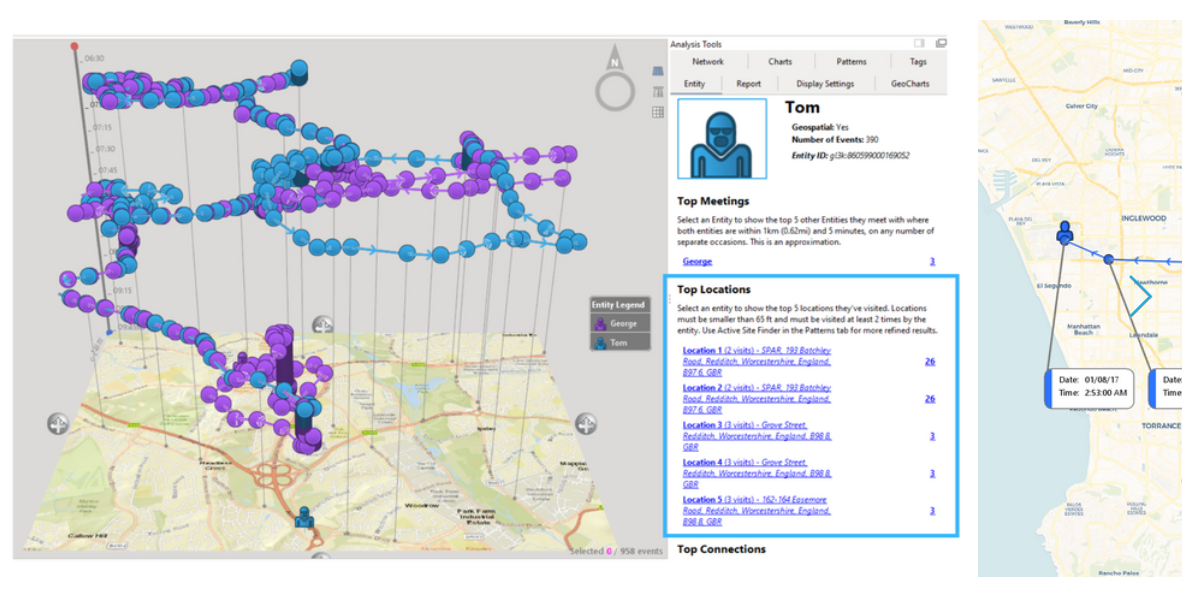 06:30
07:15
07:30
07:45
09:15
N
Entity Legend
George
Tom
Woodrow
Park Farm
Industrial
Estate
Callow Hill
Selected 0 / 958 events
Analysis Tools
Network Charts Patterns Tags
Entity Report Display Settings GeoCharts
Tom
Geospatial: Yes
Number of Events: 390
Entity ID: gl3k:860599000169052
Top Meetings
Select an Entity to show the top 5 other Entities they meet with where
both entities are within 1km (0.62mi) and 5 minutes, on any number of
separate occasions. This is an approximation.
George 3
Top Locations
Select an entity to show the top 5 locations they've visited. Locations
must be smaller than 65 ft and must be visited at least 2 times by the
entity. Use Active Site Finder in the Patterns tab for more refined results.
Location 1 (2 visits) - SPAR, 193 Batchley
Road, Redditch, Worcestershire, England,
B97 6, GBR
26
Location 2 (2 visits) - SPAR, 193 Batchley
Road, Redditch, Worcestershire, England,
B97 6, GBR
26
Location 3 (3 visits) - Grove Street,
Redditch, Worcestershire, England, B98 8,
GBR
3
Location 4 (3 visits) - Grove Street,
Redditch, Worcestershire, England, B98 8,
GBR
3
Location 5 (3 visits) - 162-164 Easemore
Road, Redditch, Worcestershire, England,
B98 8, GBR
3
Top Connections
Beverly Hills
WESTWOOD
MID-CITY
SAWTELLE
Culver City
DEL REY
PLAYA VISTA
INGLEWOOD
El Segundo
Hawthorne
Manhattan
Beach
Lawndale
Date: 01/08/17
Time: 2:53:00 AM
Date:
Time:
TORRANCE
Rancho Palos